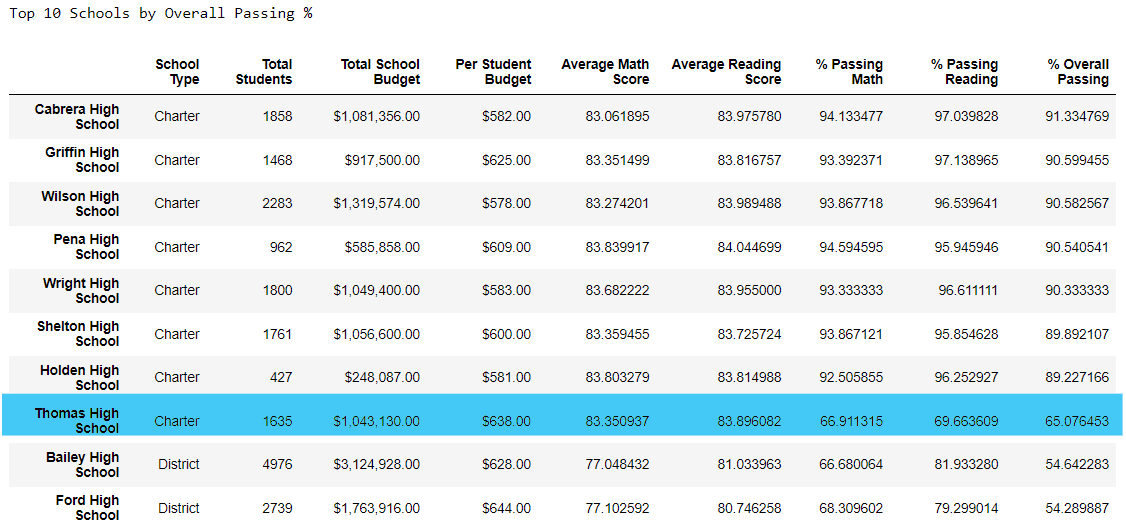 Top 10 Schools by Overall Passing %
School Type Total Students Total School Budget Per Student Budget Average Math Score Average Reading Score % Passing Math % Passing Reading % Overall Passing
Cabrera High School Charter 1858 $1,081,356.00 $582.00 83.061895 83.975780 94.133477 97.039828 91.334769
Griffin High School Charter 1468 $917,500.00 $625.00 83.351499 83.816757 93.392371 97.138965 90.599455
Wilson High School Charter 2283 $1,319,574.00 $578.00 83.274201 83.989488 93.867718 96.539641 90.582567
Pena High School Charter 962 $585,858.00 $609.00 83.839917 84.044699 94.594595 95.945946 90.540541
Wright High School Charter 1800 $1,049,400.00 $583.00 83.682222 83.955000 93.333333 96.611111 90.333333
Shelton High School Charter 1761 $1,056,600.00 $600.00 83.359455 83.725724 93.867121 95.854628 89.892107
Holden High School Charter 427 $248,087.00 $581.00 83.803279 83.814988 92.505855 96.252927 89.227166
Thomas High School Charter 1635 $1,043,130.00 $638.00 83.350937 83.896082 66.911315 69.663609 65.076453
Bailey High School District 4976 $3,124,928.00 $628.00 77.048432 81.033963 66.680064 81.933280 54.642283
Ford High School District 2739 $1,763,916.00 $644.00 77.102592 80.746258 68.309602 79.299014 54.289887